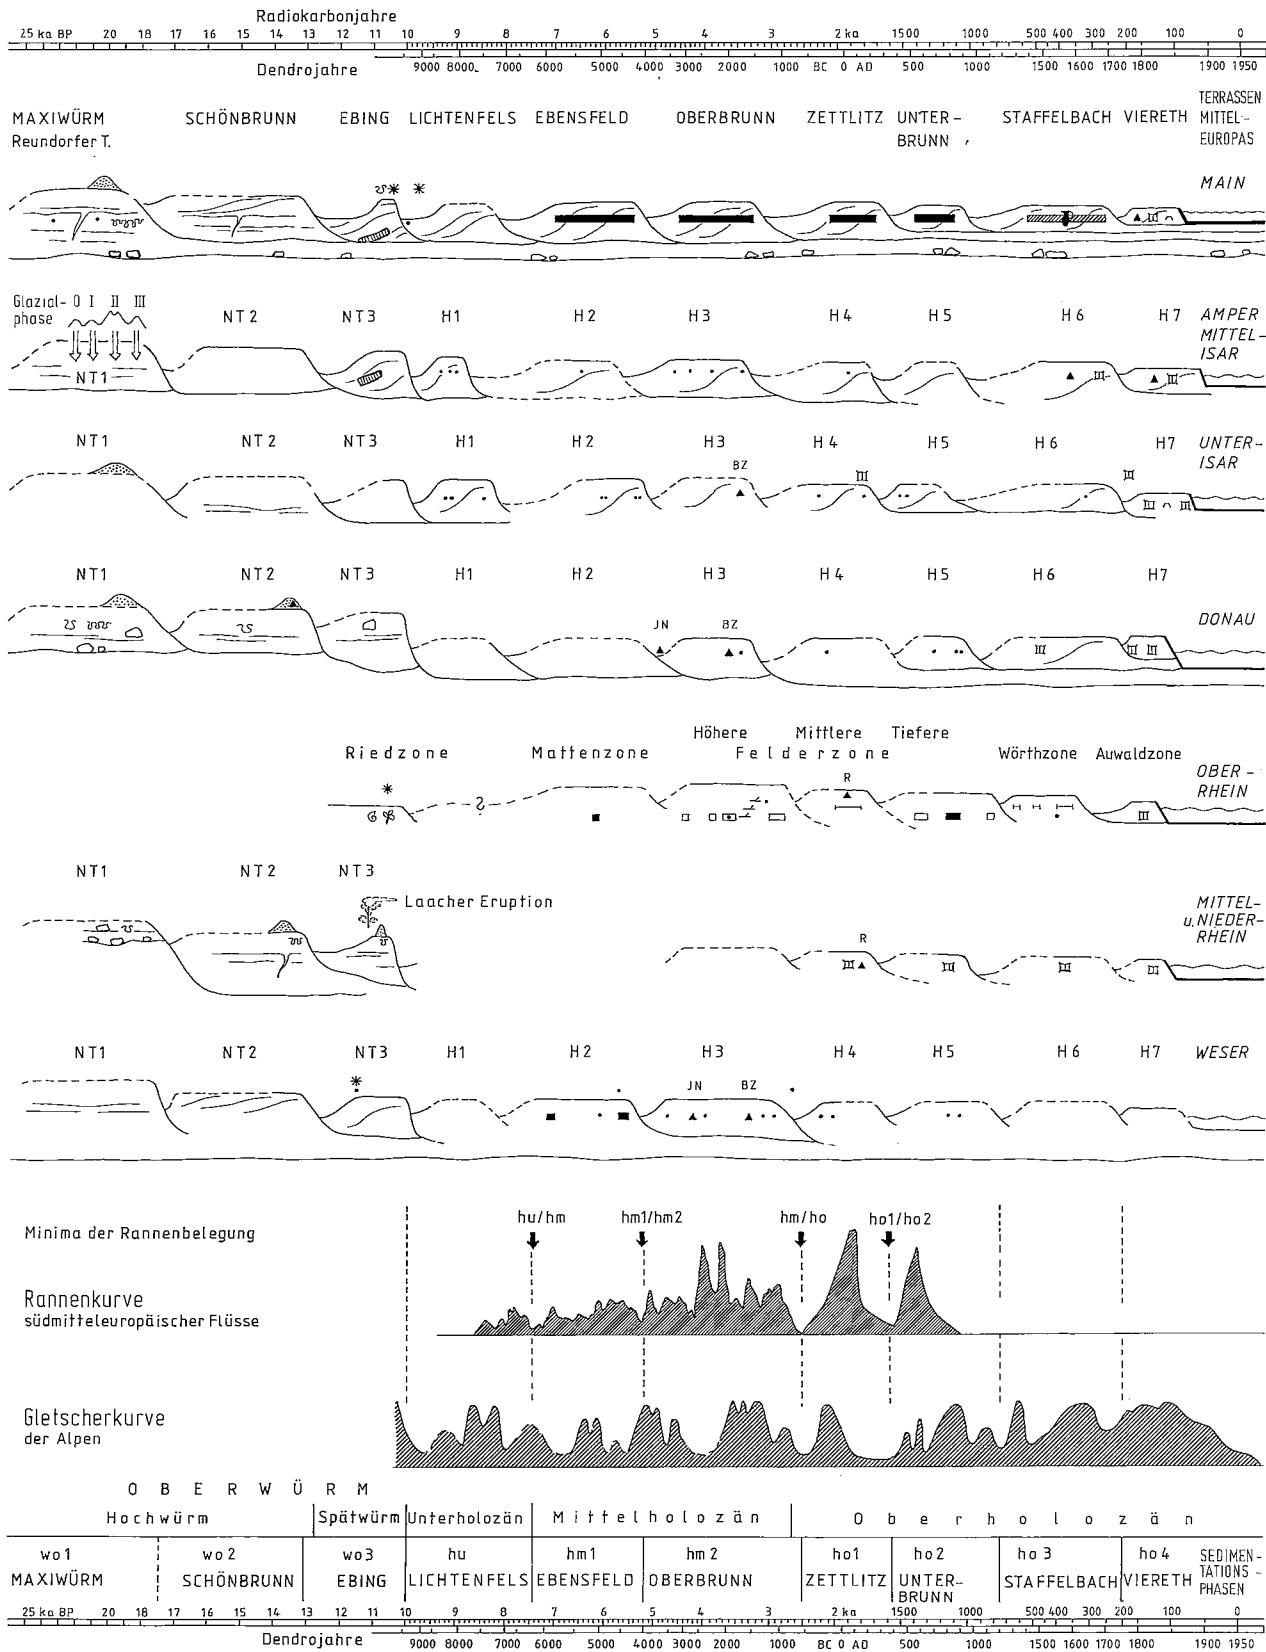 Radiokarbonjahre
25 ka BP 20 18 17 16 15 14 13 12 11 10 9 8 7 6 5 4 3 2 ka 1500 1000 500 400 300 200 100 0
Dendrojahre 9000 8000 7000 6000 5000 4000 3000 2000 1000 BC 0 AD 500 1000 1500 1600 1700 1800 1900 1950
MAXIWÜRM SCHÖNBRUNN EBING LICHTENFELS EBENSFELD OBERBRUNN ZETTLITZ UNTER- STAFFELBACH VIERETH TERRASSEN
Reundorfer T. BRUNN MITTEL-
EUROPAS
MAIN
Glazial- 0 I II III
phase NT2 NT3 H1 H2 H3 H4 H5 H6 H7 AMPER
MITTEL-
ISAR
NT1
NT1 NT2 NT3 H1 H2 H3 H4 H5 H6 H7 UNTER-
ISAR
BZ
NT1 NT2 NT3 H1 H2 H3 H4 H5 H6 H7
DONAU
JN BZ
Höhere Mittlere Tiefere
Riedzone Mattenzone Felderzone Wörthzone Auwaldzone
OBER-
RHEIN
R
?
NT1 NT2 NT3
Laacher Eruption
MITTEL-
u. NIEDER-
RHEIN
R
NT1 NT2 NT3 H1 H2 H3 H4 H5 H6 H7 WESER
JN BZ
hu/hm hm1/hm2 hm/ho ho1/ho2
Minima der Rannenbelegung
Rannenkurve
südmitteleuropäischer Flüsse
Gletscherkurve
der Alpen
OBERWÜRM
Hochwürm Spätwürm Unterholozän Mittelholozän Oberholozän
wo1 wo2 wo3 hu hm1 hm2 ho1 ho2 ho3 ho4 SEDIMEN-
TATIONS-
MAXIWÜRM SCHÖNBRUNN EBING LICHTENFELS EBENSFELD OBERBRUNN ZETTLITZ UNTER- STAFFELBACH VIERETH PHASEN
BRUNN
25 ka BP 20 18 17 16 15 14 13 12 11 10 9 8 7 6 5 4 3 2 ka 1500 1000 500 400 300 200 100 0
Dendrojahre 9000 8000 7000 6000 5000 4000 3000 2000 1000 BC 0 AD 500 1000 1500 1600 1700 1800 1900 1950